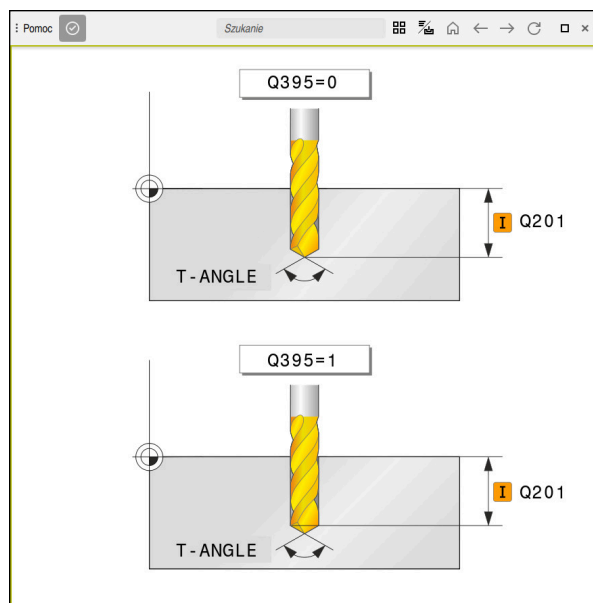 Pomoc
Szukanie
Q395=0
I Q201
T-ANGLE
Q395=1
I Q201
T-ANGLE